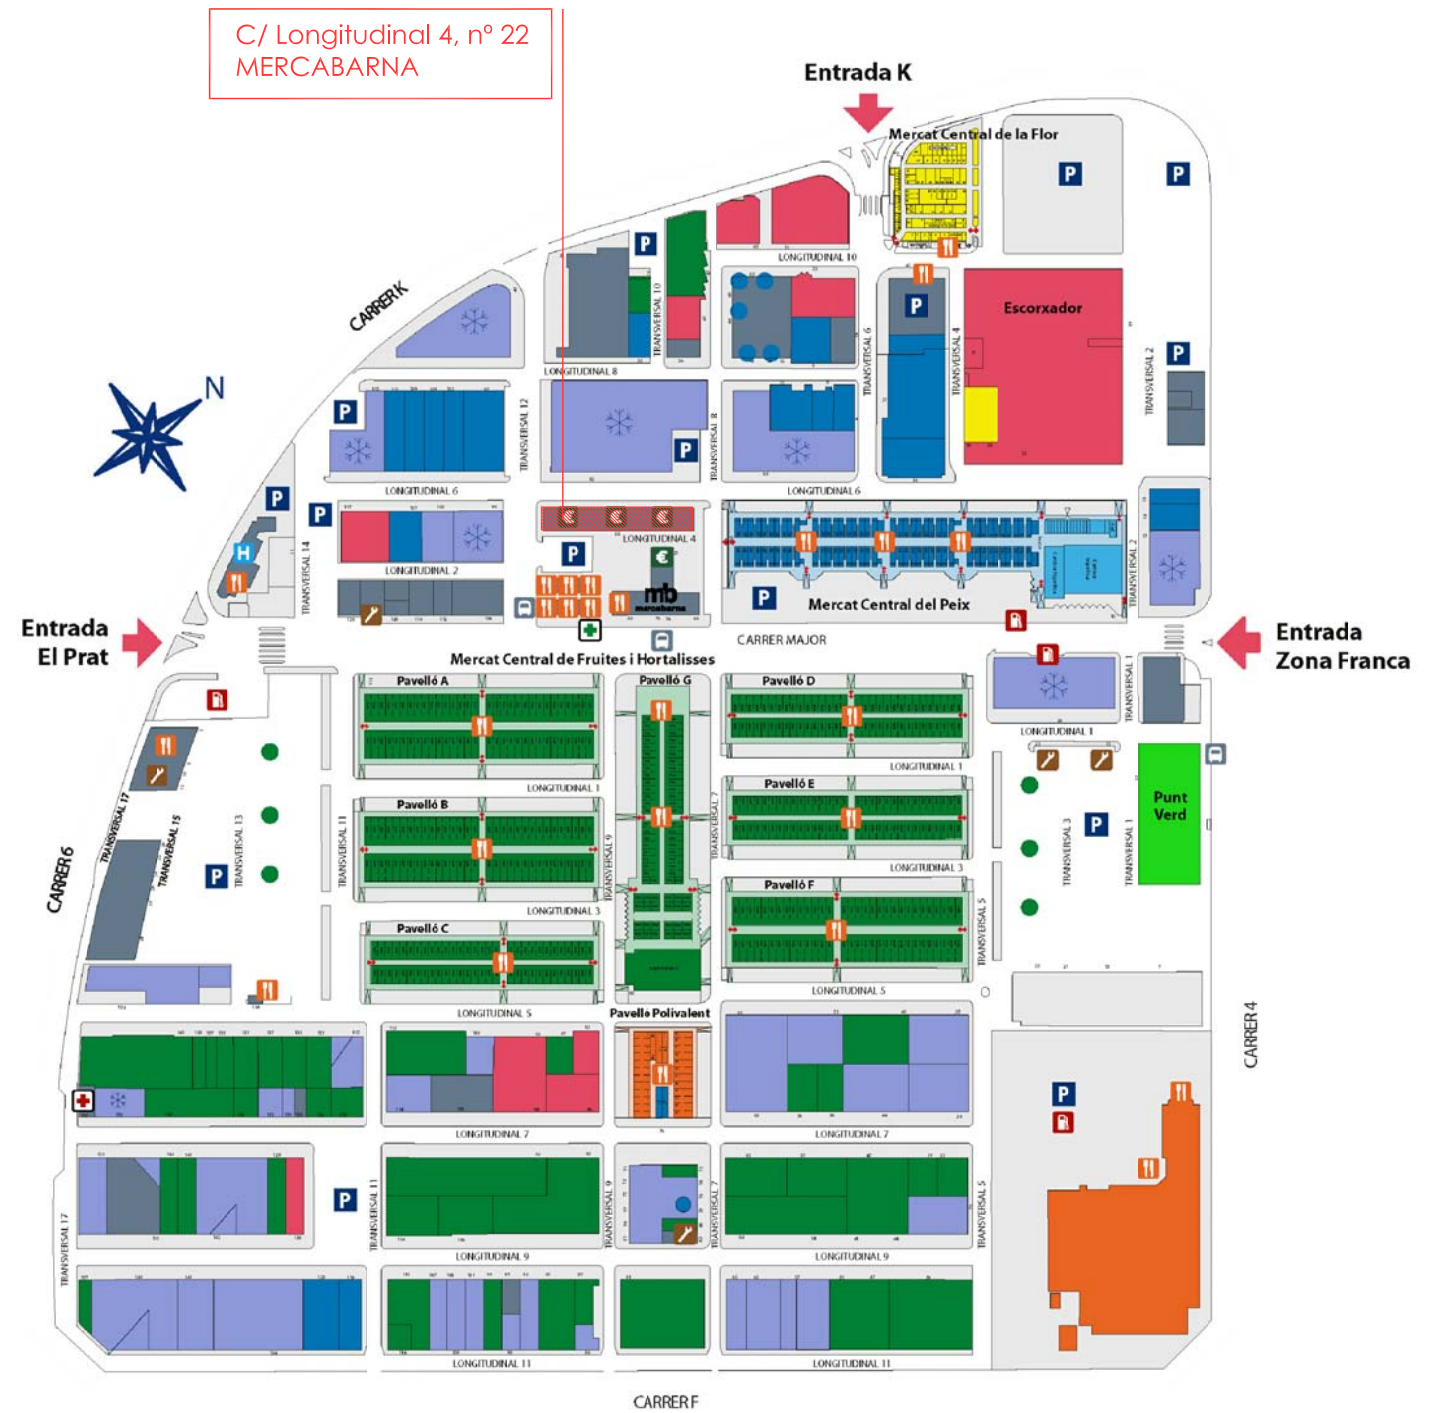 C/ Longitudinal 4, nº 22
MERCABARNA
Entrada K
Mercat Central de la Flor
P
P
P
LONGITUDINAL 10
CARRER K
TRANSVERSAL 10
TRANSVERSAL 6
P
TRANSVERSAL 4
Escorxador
TRANSVERSAL 2
P
LONGITUDINAL 8
N
P
TRANSVERSAL 12
TRANSVERSAL 8
P
LONGITUDINAL 6
LONGITUDINAL 6
P
P
TRANSVERSAL 14
H
LONGITUDINAL 2
€
€
€
LONGITUDINAL 4
P
€
mb
mercabarna
P
Mercat Central del Peix
TRANSVERSAL 2
Entrada
El Prat
CARRER MAJOR
Entrada
Zona Franca
Mercat Central de Fruites i Hortalisses
Pavelló A
Pavelló G
Pavelló D
TRANSVERSAL 1
LONGITUDINAL 1
LONGITUDINAL 1
LONGITUDINAL 1
Pavelló B
Pavelló E
TRANSVERSAL 17
TRANSVERSAL 15
TRANSVERSAL 13
TRANSVERSAL 11
TRANSVERSAL 9
TRANSVERSAL 7
P
TRANSVERSAL 3
TRANSVERSAL 1
Punt
Verd
CARRER 6
P
LONGITUDINAL 3
LONGITUDINAL 3
Pavelló C
Pavelló F
TRANSVERSAL 5
LONGITUDINAL 5
LONGITUDINAL 5
Pavelló Polivalent
CARRER 4
P
LONGITUDINAL 7
LONGITUDINAL 7
P
TRANSVERSAL 17
TRANSVERSAL 11
TRANSVERSAL 9
TRANSVERSAL 7
TRANSVERSAL 5
LONGITUDINAL 9
LONGITUDINAL 9
LONGITUDINAL 11
LONGITUDINAL 11
CARRER F